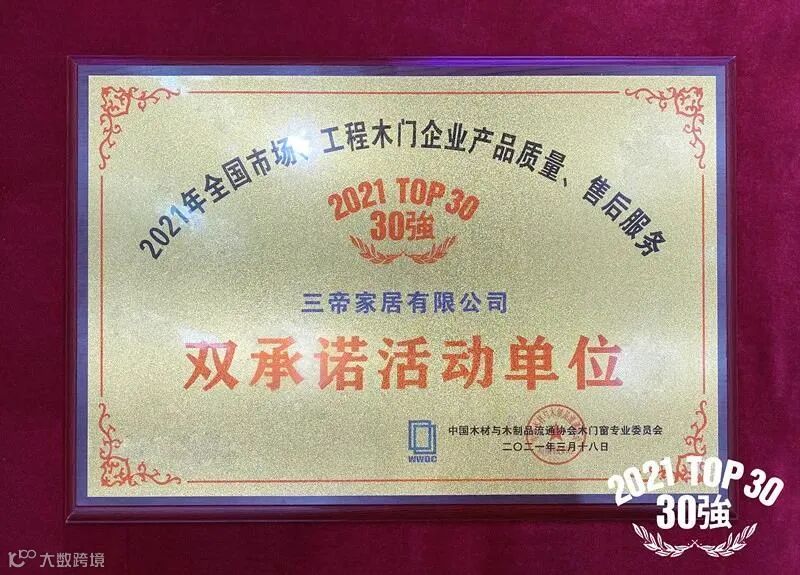 2021年全国市场、工程木门企业产品质量、售后服务
2021 TOP 30
30強
三帝家居有限公司
双承诺活动单位
WWDC
中国木材与木制品流通协会木门窗专业委员会
二〇二一年三月十八日
2021 TOP 30
30強
大数跨境